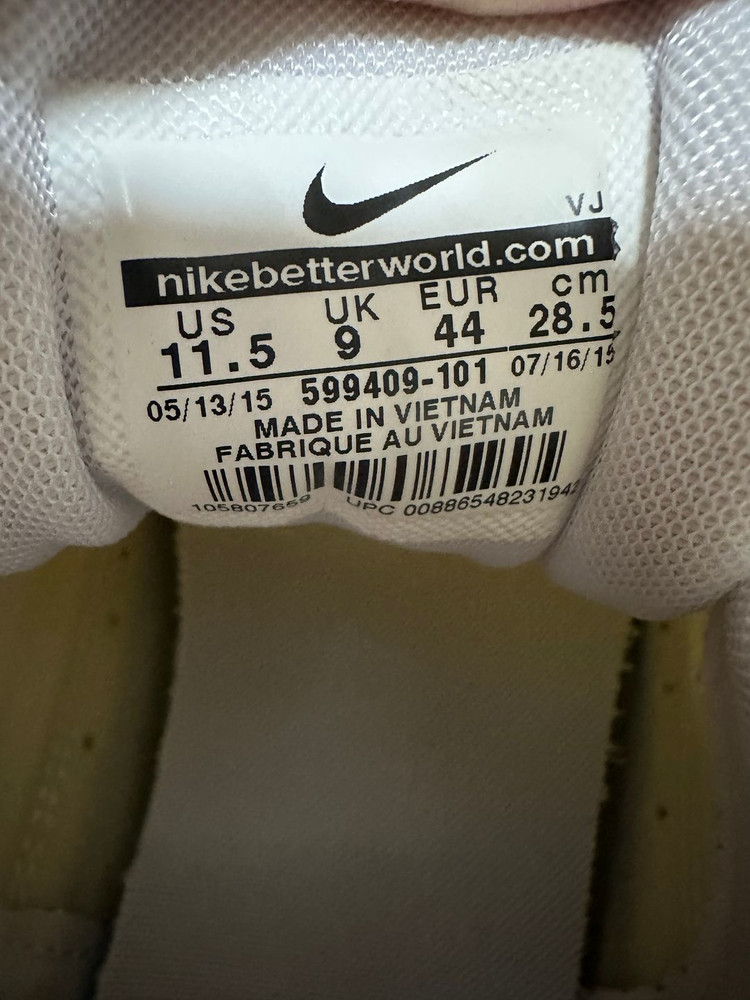 VJ
nikebetterworld.com
US UK EUR cm
11.5 9 44 28.5
05/13/15 599409-101 07/16/15
MADE IN VIETNAM
FABRIQUE AU VIETNAM
105807659 UPC 00886548231942